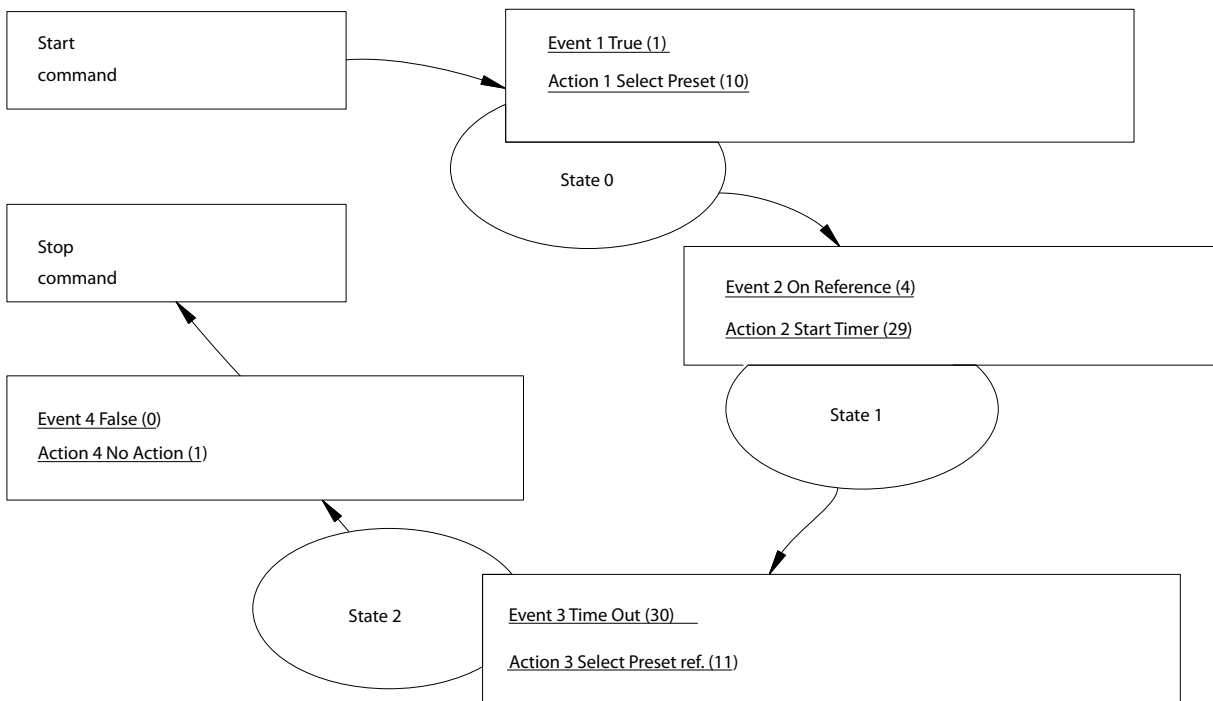 Start
command
Event 1 True (1)
Action 1 Select Preset (10)
State 0
Stop
command
Event 2 On Reference (4)
Action 2 Start Timer (29)
Event 4 False (0)
Action 4 No Action (1)
State 1
State 2
Event 3 Time Out (30)
Action 3 Select Preset ref. (11)